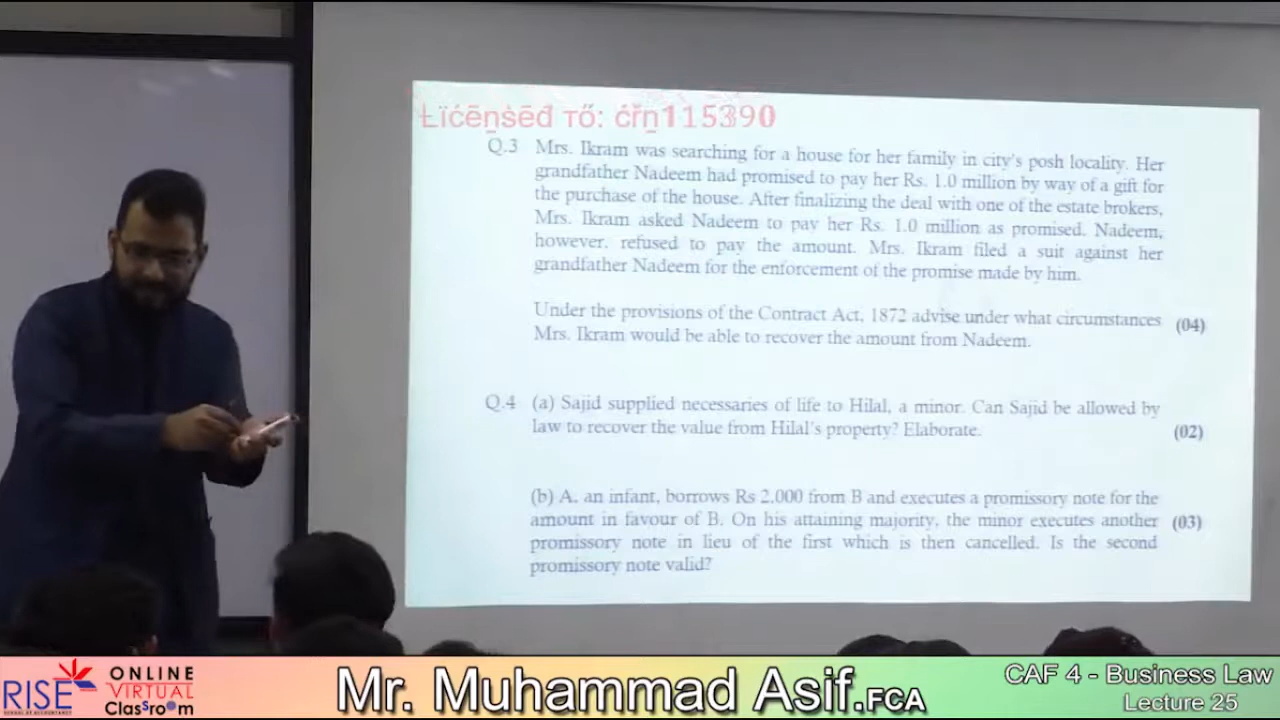 Łïćēṉṡēđ тő: ćřṉ115390
Q.3 Mrs. Ikram was searching for a house for her family in city's posh locality. Her
grandfather Nadeem had promised to pay her Rs. 1.0 million by way of a gift for
the purchase of the house. After finalizing the deal with one of the estate brokers,
Mrs. Ikram asked Nadeem to pay her Rs. 1.0 million as promised. Nadeem,
however, refused to pay the amount. Mrs. Ikram filed a suit against her
grandfather Nadeem for the enforcement of the promise made by him.
Under the provisions of the Contract Act, 1872 advise under what circumstances
Mrs. Ikram would be able to recover the amount from Nadeem. (04)
Q.4 (a) Sajid supplied necessaries of life to Hilal, a minor. Can Sajid be allowed by
law to recover the value from Hilal's property? Elaborate. (02)
(b) A, an infant, borrows Rs 2,000 from B and executes a promissory note for the
amount in favour of B. On his attaining majority, the minor executes another (03)
promissory note in lieu of the first which is then cancelled. Is the second
promissory note valid?
RISE
SCHOOL OF ACCOUNTANCY
ONLINE
VIRTUAL
ClasSroom
Mr. Muhammad Asif.FCA
CAF 4 - Business Law
Lecture 25